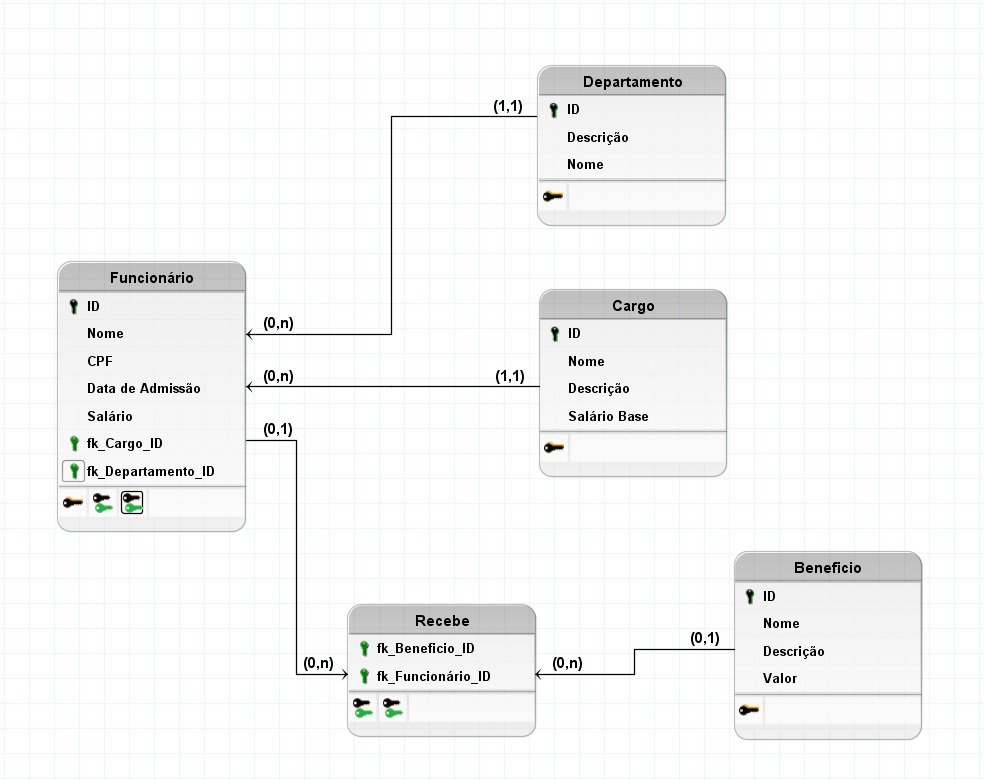 Departamento
(1,1)
ID
Descrição
Nome
Funcionário
ID
Nome
CPF
Data de Admissão
Salário
fk_Cargo_ID
fk_Departamento_ID
(0,n)
(0,n)
(1,1)
(0,1)
Cargo
ID
Nome
Descrição
Salário Base
Recebe
fk_Beneficio_ID
fk_Funcionário_ID
(0,n)
(0,n)
(0,1)
Beneficio
ID
Nome
Descrição
Valor